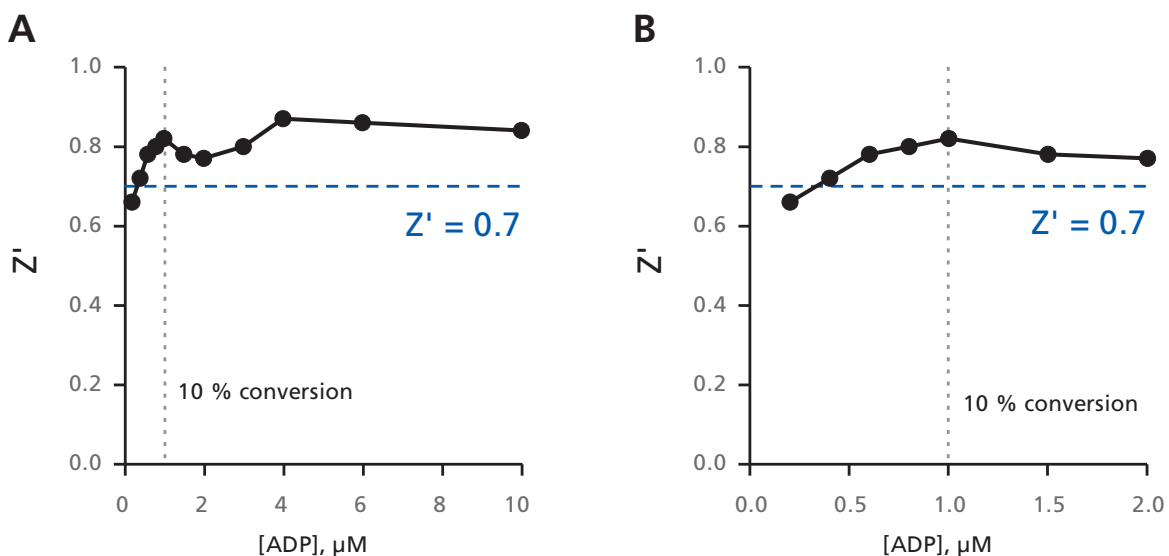 A
Z'
1.0
0.8
0.6
0.4
0.2
0.0
Z' = 0.7
10 % conversion
0 2 4 6 8 10
[ADP], µM
B
Z'
1.0
0.8
0.6
0.4
0.2
0.0
Z' = 0.7
10 % conversion
0.0 0.5 1.0 1.5 2.0
[ADP], µM